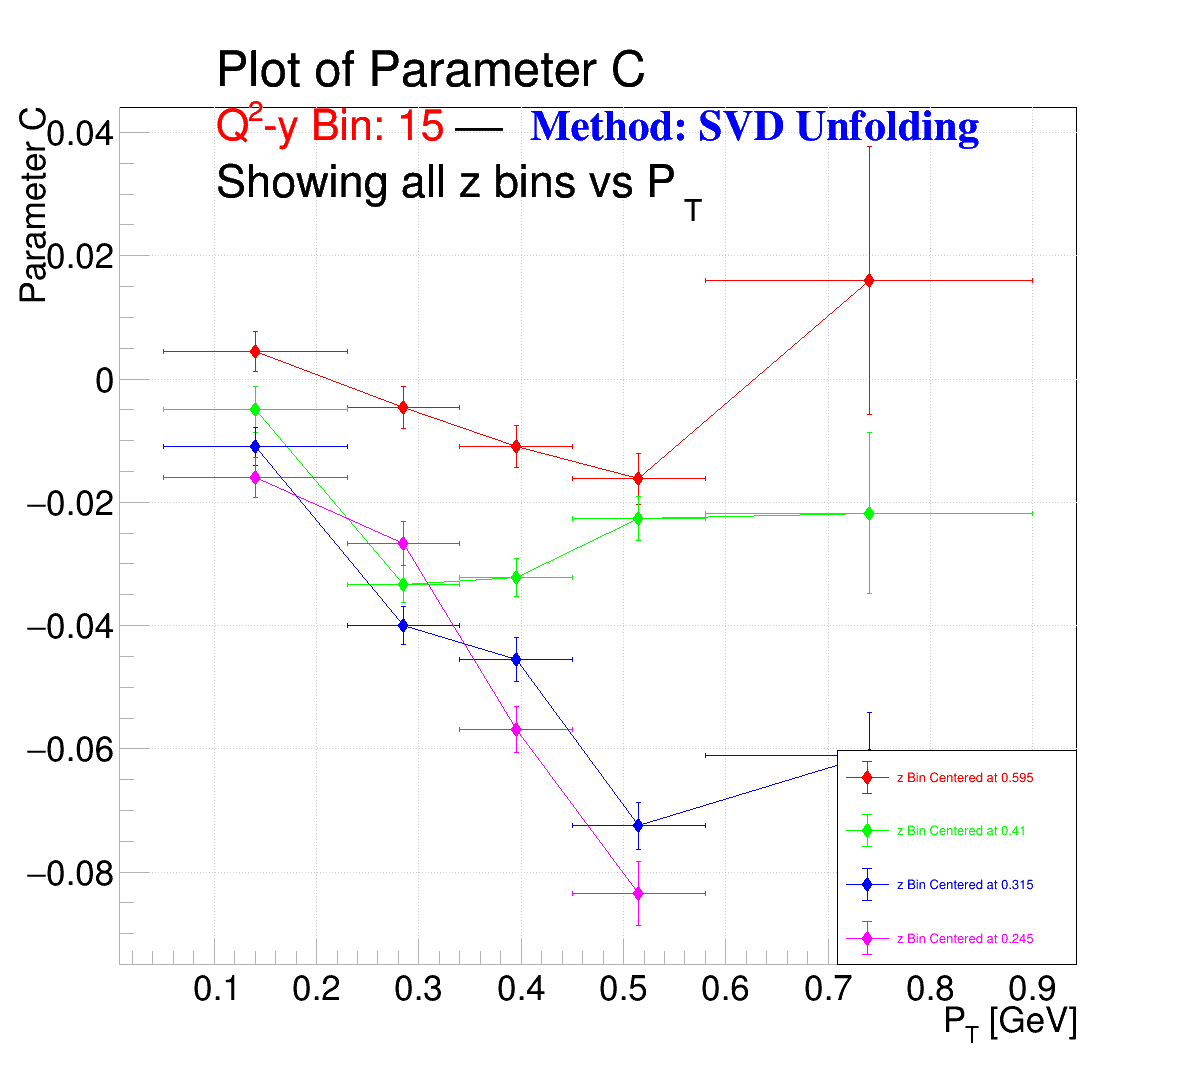 Plot of Parameter C
Q²-y Bin: 15 — Method: SVD Unfolding
Showing all z bins vs P_T
Parameter C
0.04
0.02
0
−0.02
−0.04
−0.06
−0.08
z Bin Centered at 0.595
z Bin Centered at 0.41
z Bin Centered at 0.315
z Bin Centered at 0.245
0.1 0.2 0.3 0.4 0.5 0.6 0.7 0.8 0.9
P_T [GeV]